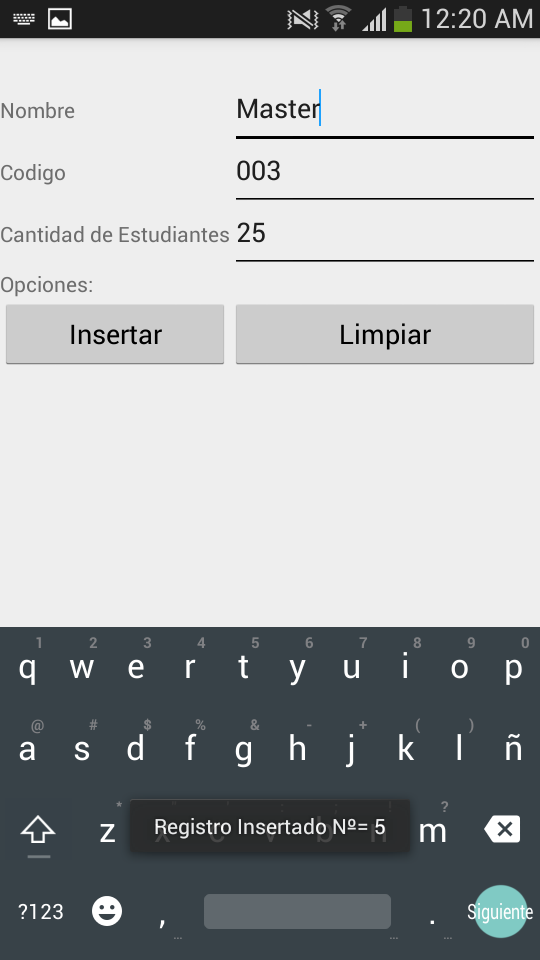 12:20 AM
Nombre Master
Codigo 003
Cantidad de Estudiantes 25
Opciones:
Insertar Limpiar
1 2 3 4 5 6 7 8 9 0
q w e r t y u i o p
@ # $ % & - + ( )
a s d f g h j k l ñ
* ?
z m
Registro Insertado Nº= 5
?123 , ... ... . ... Siguiente